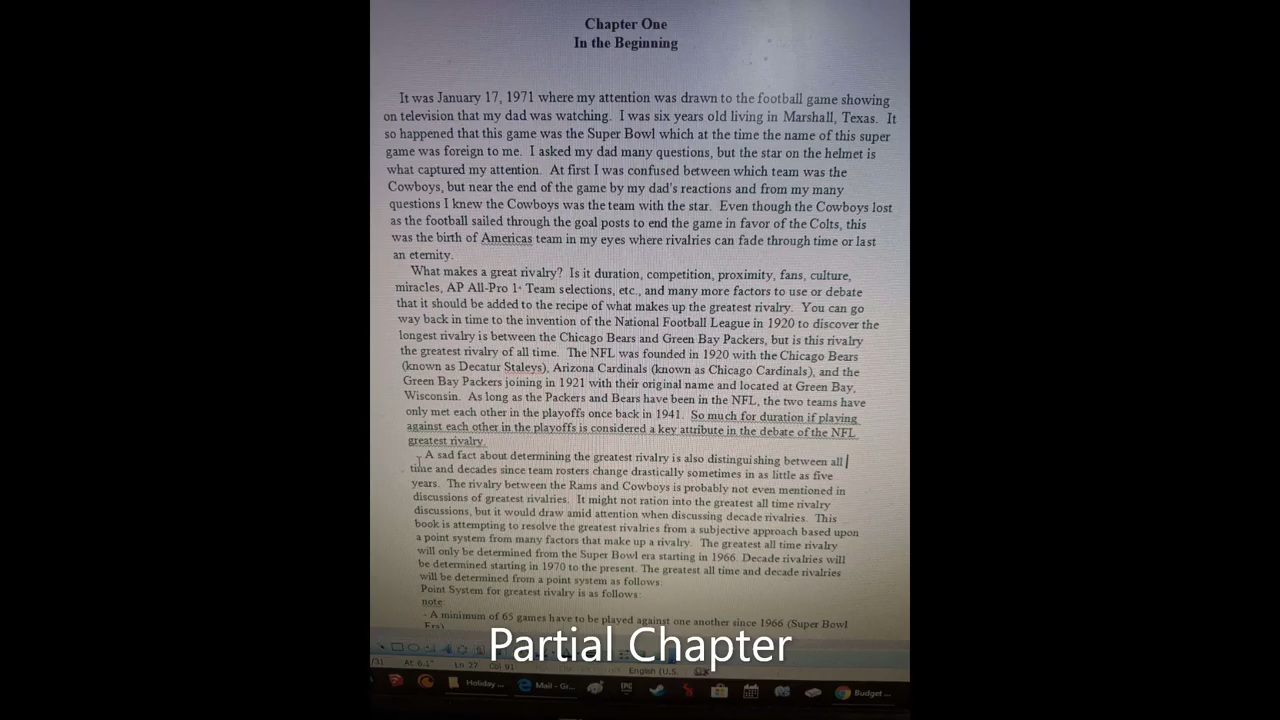 Chapter One
In the Beginning
It was January 17, 1971 where my attention was drawn to the football game showing
on television that my dad was watching. I was six years old living in Marshall, Texas. It
so happened that this game was the Super Bowl which at the time the name of this super
game was foreign to me. I asked my dad many questions, but the star on the helmet is
what captured my attention. At first I was confused between which team was the
Cowboys, but near the end of the game by my dad's reactions and from my many
questions I knew the Cowboys was the team with the star. Even though the Cowboys lost
as the football sailed through the goal posts to end the game in favor of the Colts, this
was the birth of Americas team in my eyes where rivalries can fade through time or last
an eternity.
What makes a great rivalry? Is it duration, competition, proximity, fans, culture,
miracles, AP All-Pro Team selections, etc., and many more factors to use or debate
that it should be added to the recipe of what makes up the greatest rivalry. You can go
way back in time to the invention of the National Football League in 1920 to discover the
longest rivalry is between the Chicago Bears and Green Bay Packers, but is this rivalry
the greatest rivalry of all time. The NFL was founded in 1920 with the Chicago Bears
(known as Decatur Staleys), Arizona Cardinals (known as Chicago Cardinals), and the
Green Bay Packers joining in 1921 with their original name and located at Green Bay,
Wisconsin. As long as the Packers and Bears have been in the NFL, the two teams have
only met each other in the playoffs once back in 1941. So much for duration if playing
against each other in the playoffs is considered a key attribute in the debate of the NFL
greatest rivalry.
A sad fact about determining the greatest rivalry is also distinguishing between all
time and decades since team rosters change drastically sometimes in as little as five
years. The rivalry between the Rams and Cowboys is probably not even mentioned in
discussions of greatest rivalries. It might not ration into the greatest all time rivalry
discussions, but it would draw amid attention when discussing decade rivalries. This
book is attempting to resolve the greatest rivalries from a subjective approach based upon
a point system from many factors that make up a rivalry. The greatest all time rivalry
will only be determined from the Super Bowl era starting in 1966. Decade rivalries will
be determined starting in 1970 to the present. The greatest all time and decade rivalries
will be determined from a point system as follows:
Point System for greatest rivalry is as follows:
note:
- A minimum of 65 games have to be played against one another since 1966 (Super Bowl
Era)
Partial Chapter
/31 At 6.1" Ln 27 Col 91 English (U.S.
Holiday ... Mail - Gr... EPIC Budget ...